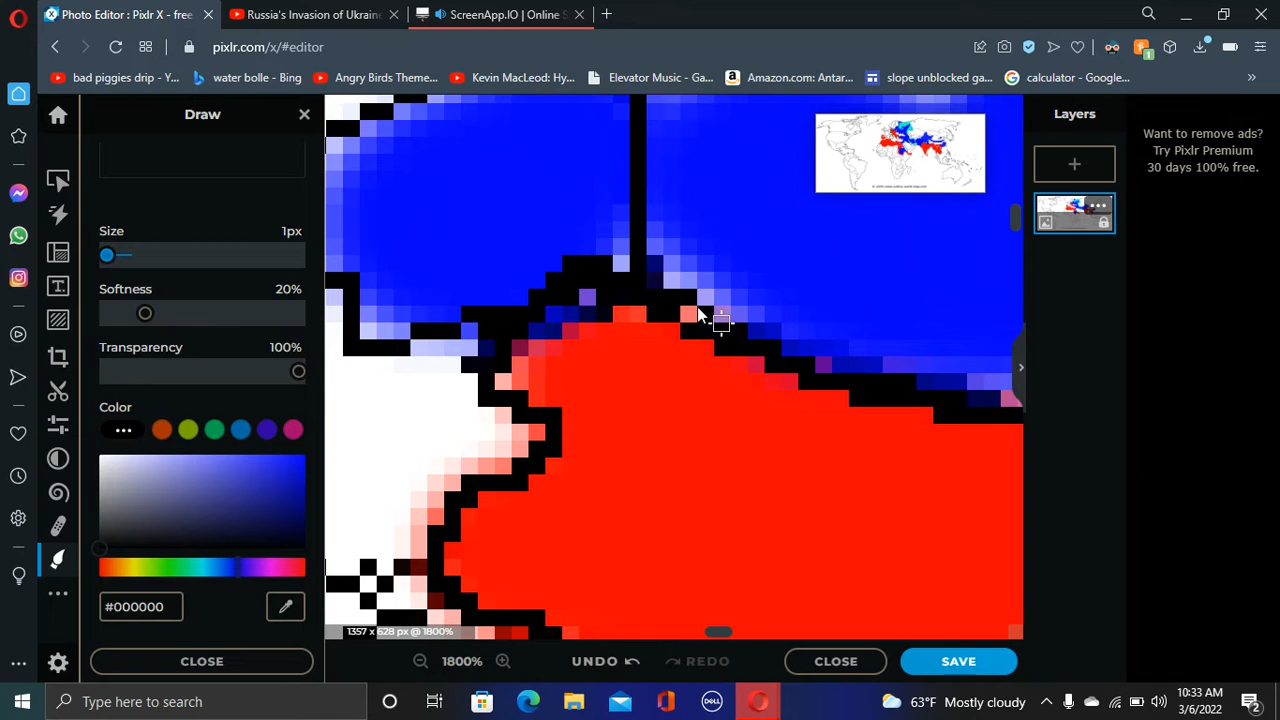 Photo Editor : Pixlr X - free
Russia's Invasion of Ukraine
ScreenApp.IO | Online S
pixlr.com/x/#editor
bad piggies drip - Y...
water bolle - Bing
Angry Birds Theme...
Kevin MacLeod: Hy...
Elevator Music - Ga...
Amazon.com: Antar...
slope unblocked ga...
calculator - Google...
Draw
Layers
Want to remove ads?
Try Pixlr Premium
30 days 100% free.
Size
1px
Softness
20%
Transparency
100%
Color
#000000
CLOSE
1357 x 628 px @ 1800%
1800%
UNDO
REDO
CLOSE
SAVE
Type here to search
DELL
63°F Mostly cloudy
4:33 AM
3/6/2022
2
1